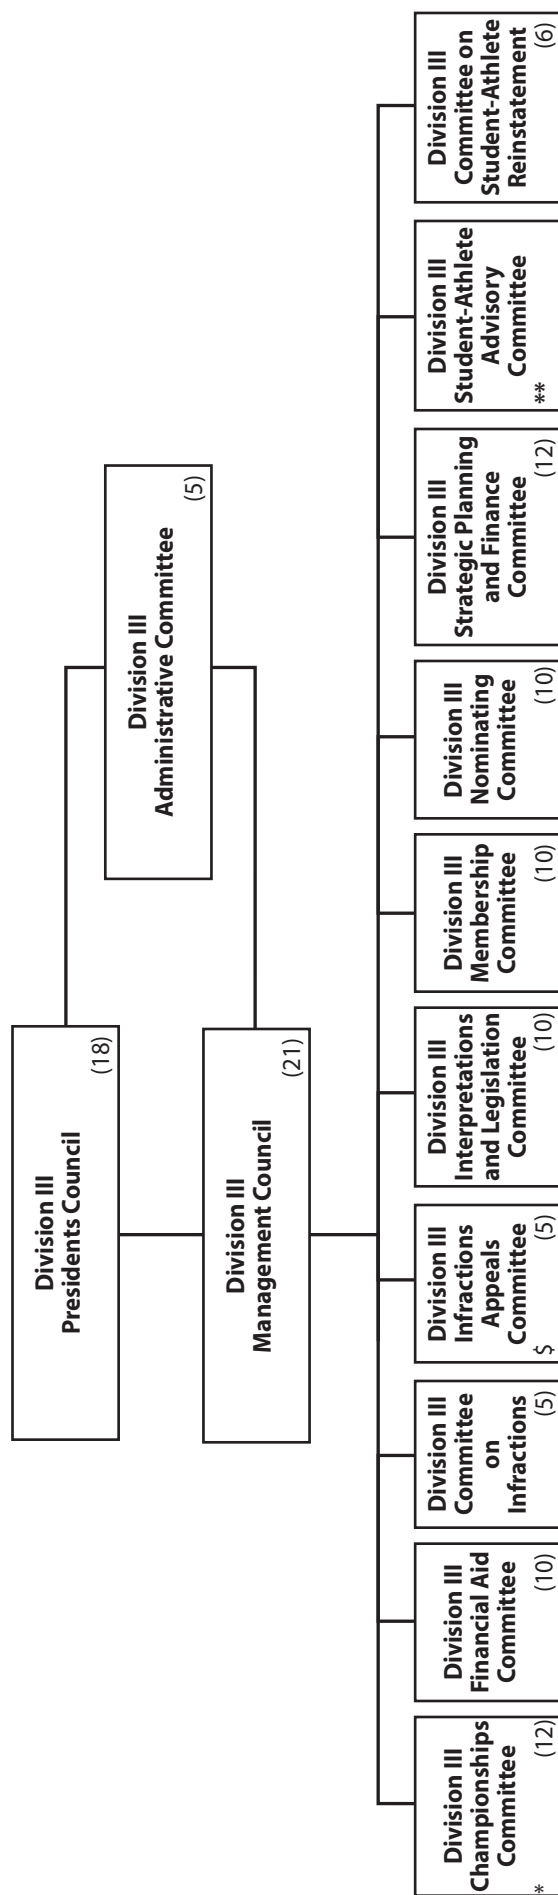 Division III
Presidents Council
(18)
Division III
Administrative Committee
(5)
Division III
Management Council
(21)
Division III
Championships
Committee
*
(12)
Division III
Financial Aid
Committee
(10)
Division III
Committee
on
Infractions
(5)
Division III
Infractions
Appeals
Committee
$
(5)
Division III
Interpretations
and Legislation
Committee
(10)
Division III
Membership
Committee
(10)
Division III
Nominating
Committee
(10)
Division III
Strategic Planning
and Finance
Committee
(12)
Division III
Student-Athlete
Advisory
Committee
**
Division III
Committee on
Student-Athlete
Reinstatement
(6)